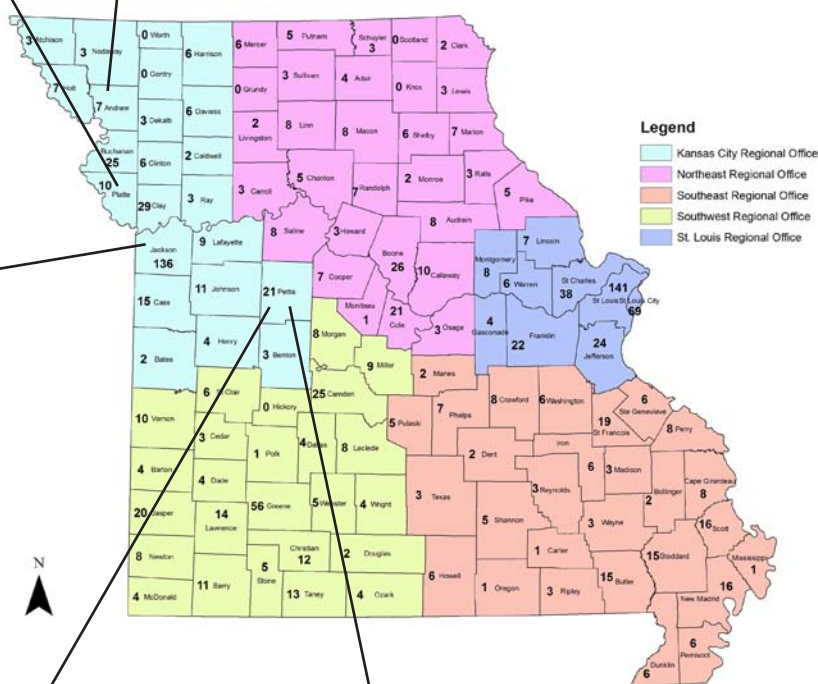 3 Atchison
3 Nodaway
0 Worth
6 Harrison
6 Mercer
5 Putnam
Schuyler
3
0 Scotland
2 Clark
0 Gentry
7 Holt
7 Andrew
3 Dekalb
6 Daviess
0 Grundy
3 Sullivan
4 Adair
0 Knox
3 Lewis
2
Livingston
8 Linn
8 Macon
6 Shelby
7 Marion
Buchanan
25
6 Clinton
2 Caldwell
10
Platte
29 Clay
3 Ray
3 Carroll
5 Chariton
7 Randolph
2 Monroe
3 Ralls
5
Pike
8
Audrain
Jackson
136
9 Lafayette
8
Saline
3 Howard
Boone
26
10 Callaway
Montgomery
8
7 Lincoln
6 Warren
St Charles
38
141
St Louis
St Louis City
69
15 Cass
11 Johnson
21 Pettis
7 Cooper
Moniteau
1
21
Cole
3 Osage
4
Gasconade
22
Franklin
24
Jefferson
2 Bates
4 Henry
3 Benton
8 Morgan
9 Miller
2 Maries
6
St Clair
0 Hickory
25 Camden
5 Pulaski
7
Phelps
8 Crawford
6 Washington
19
St Francois
6
Ste Genevieve
8 Perry
10 Vernon
3 Cedar
1 Polk
4 Dallas
8 Laclede
2 Dent
Iron
6
3 Madison
Cape Girardeau
8
2
Bollinger
4 Barton
4 Dade
3 Texas
3 Reynolds
20 Jasper
14
Lawrence
56 Greene
5 Webster
4 Wright
5 Shannon
3 Wayne
16
Scott
8 Newton
Christian
12
2 Douglas
1 Carter
15 Stoddard
Mississippi
1
4 McDonald
11 Barry
5
Stone
13 Taney
4 Ozark
6 Howell
1 Oregon
3 Ripley
15 Butler
16
New Madrid
6
Pemiscot
Dunklin
6
Legend
Kansas City Regional Office
Northeast Regional Office
Southeast Regional Office
Southwest Regional Office
St. Louis Regional Office
N